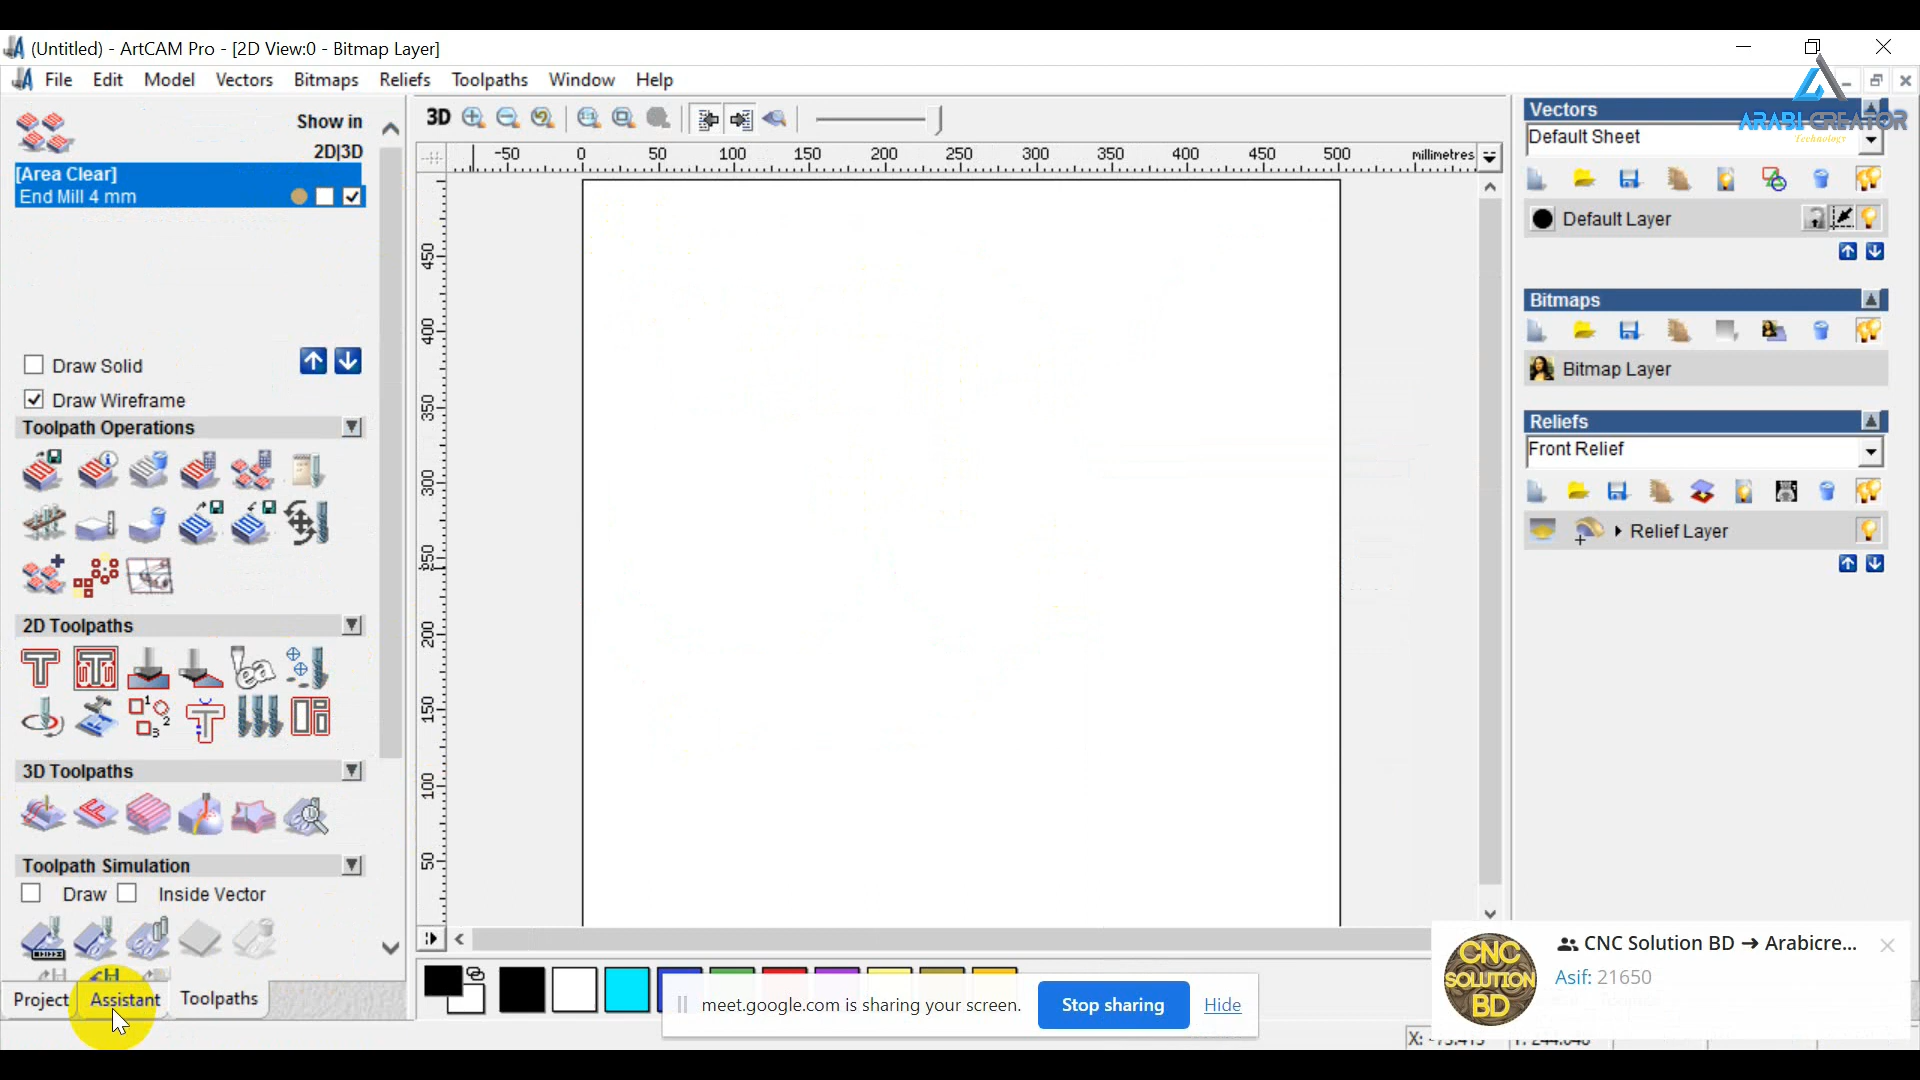 (Untitled) - ArtCAM Pro - [2D View:0 - Bitmap Layer]
File Edit Model Vectors Bitmaps Reliefs Toolpaths Window Help
Show in
2D|3D
[Area Clear]
End Mill 4 mm
Draw Solid
Draw Wireframe
Toolpath Operations
2D Toolpaths
3D Toolpaths
Toolpath Simulation
Draw Inside Vector
Project Assistant Toolpaths
3D
-50 0 50 100 150 200 250 300 350 400 450 500 millimetres
450
400
350
300
250
200
150
100
50
Vectors
ARABI CREATOR
Technology
Default Sheet
Default Layer
Bitmaps
Bitmap Layer
Reliefs
Front Relief
Relief Layer
meet.google.com is sharing your screen. Stop sharing Hide
CNC
SOLUTION
BD
CNC Solution BD → Arabicre...
Asif: 21650